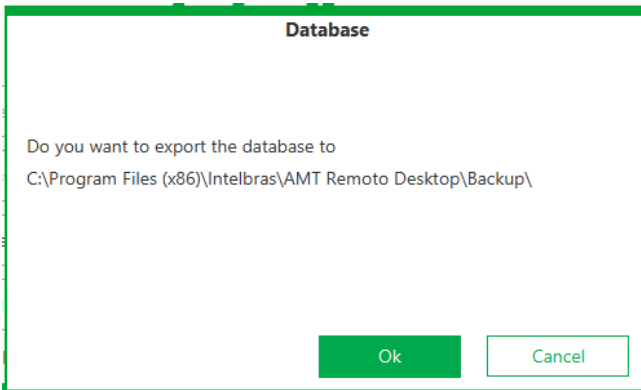 Database
Do you want to export the database to
C:\Program Files (x86)\Intelbras\AMT Remoto Desktop\Backup\
Ok
Cancel